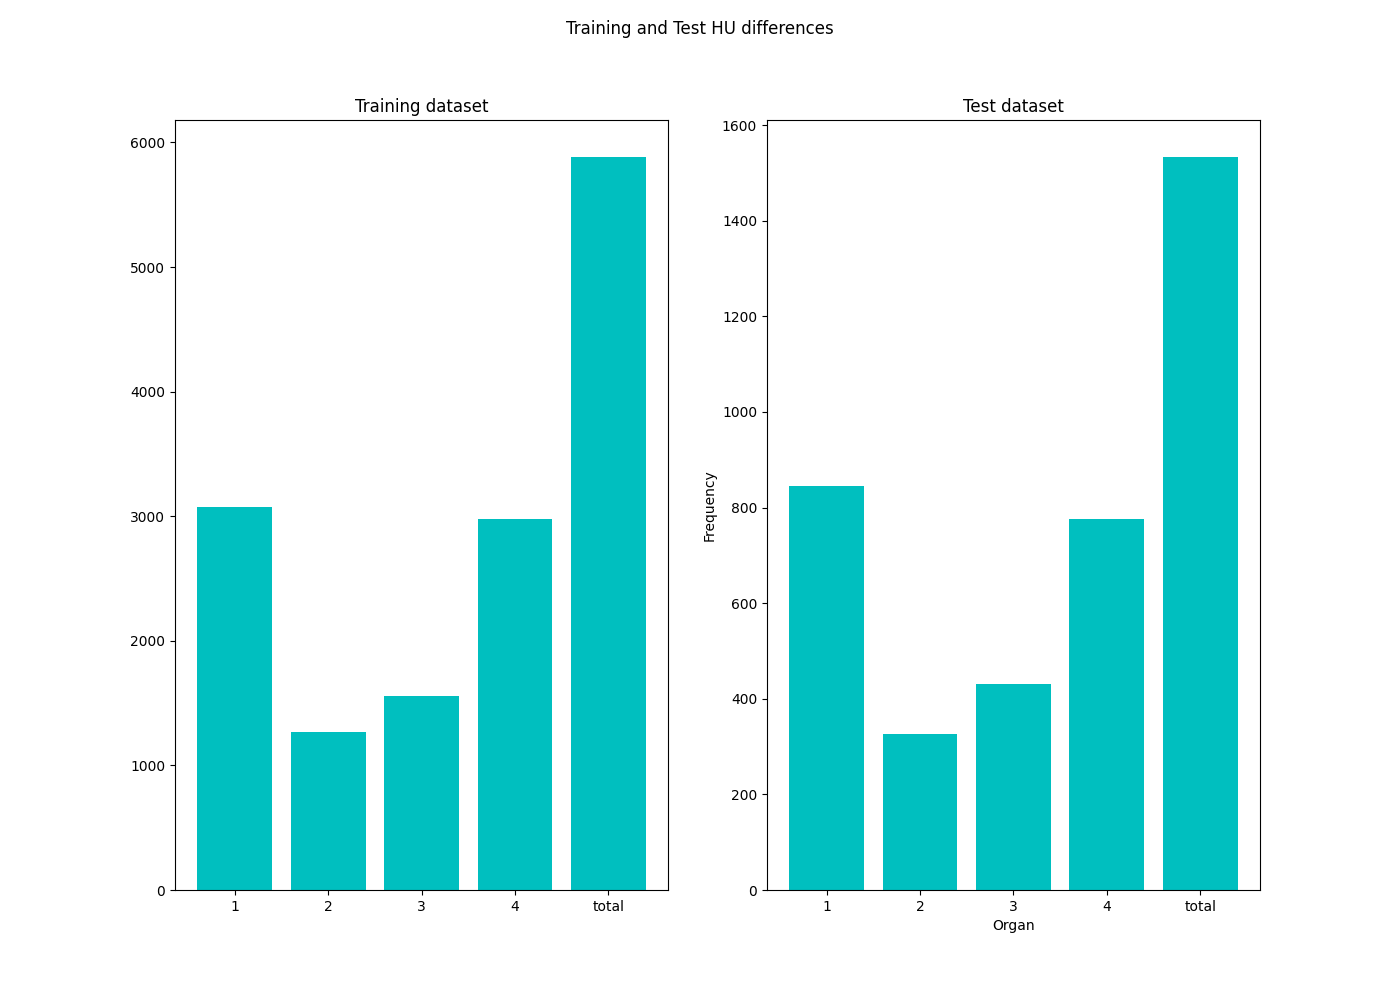 Training and Test HU differences
Training dataset
6000
5000
4000
3000
2000
1000
0
1 2 3 4 total
Test dataset
1600
1400
1200
1000
800
600
400
200
0
Frequency
1 2 3 4 total
Organ